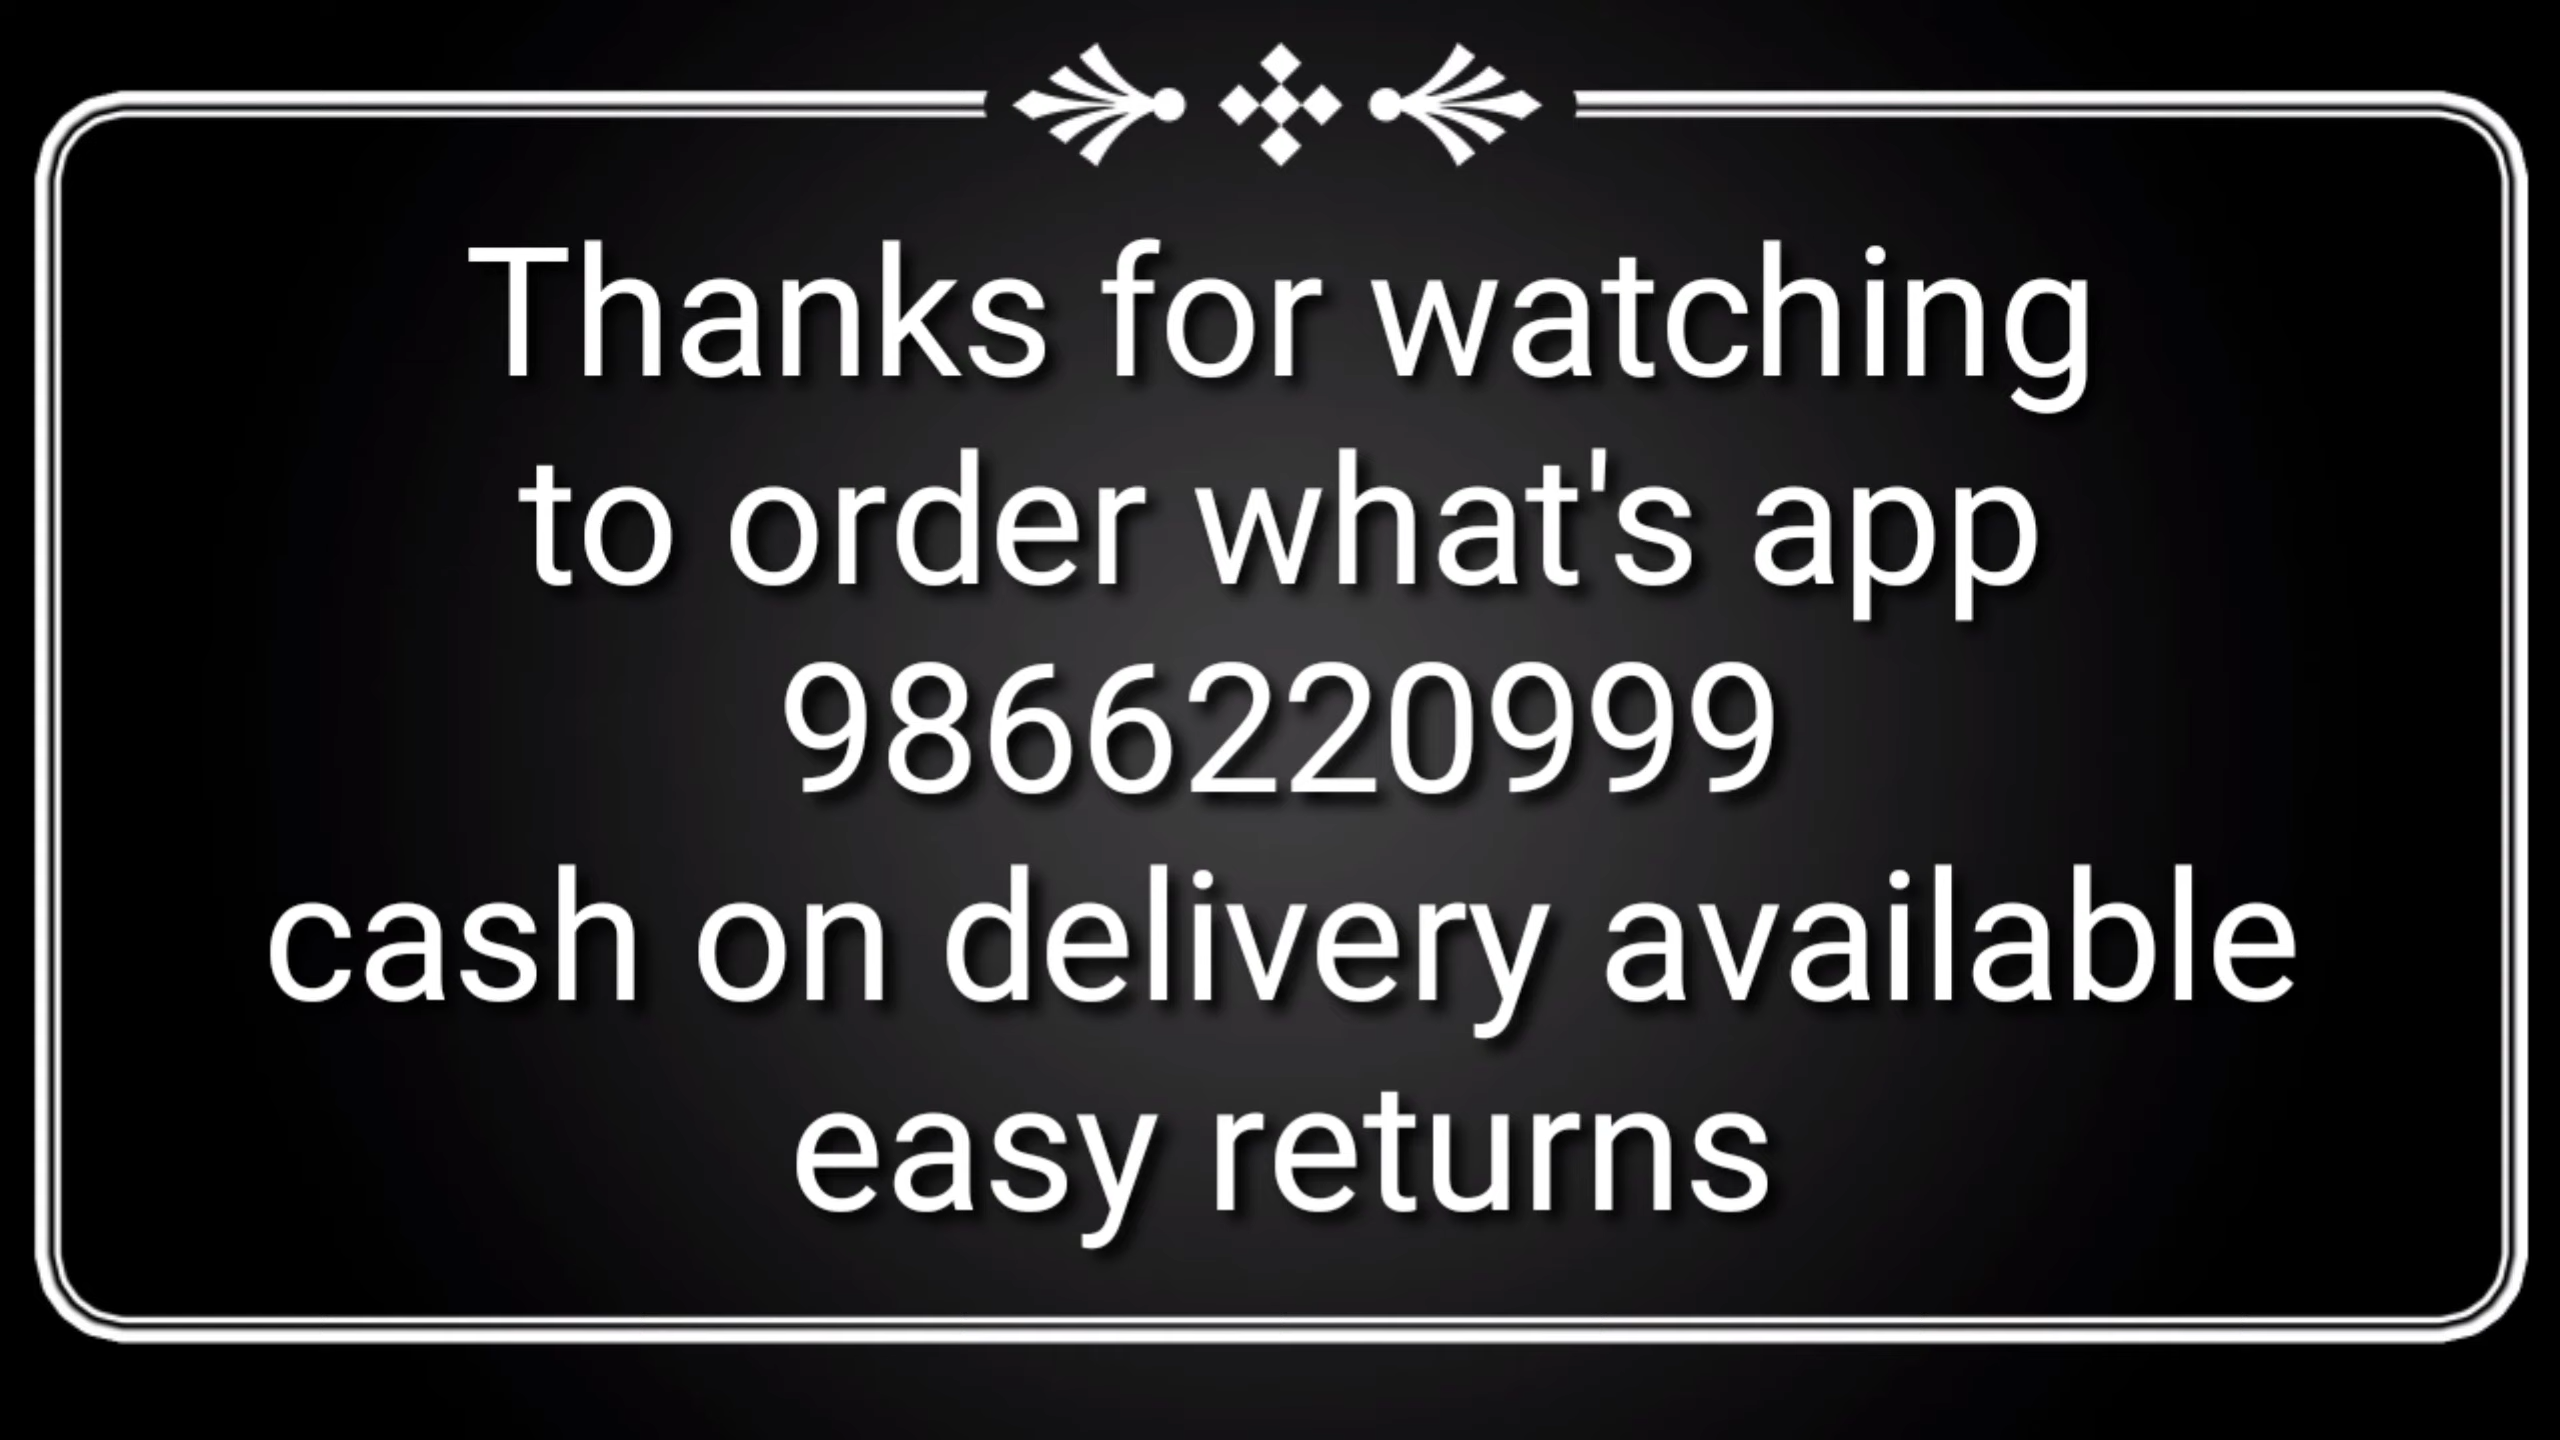 Thanks for watching
to order what's app
9866220999
cash on delivery available
easy returns